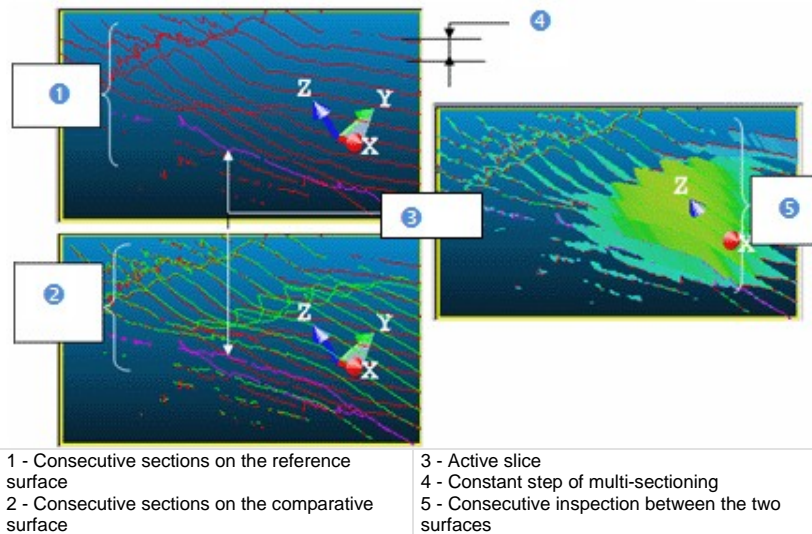 4
1
Z
Y
X
3
Z
5
X
2
Z
Y
X
1 - Consecutive sections on the reference
surface
2 - Consecutive sections on the comparative
surface
3 - Active slice
4 - Constant step of multi-sectioning
5 - Consecutive inspection between the two
surfaces